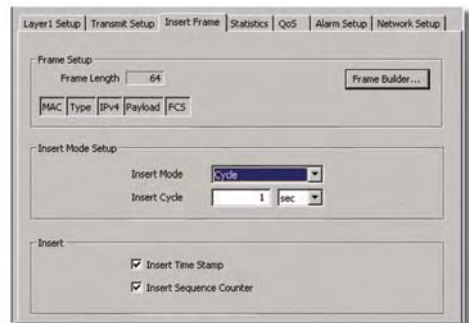 Layer1 Setup Transmit Setup Insert Frame Statistics QoS Alarm Setup Network Setup
Frame Setup
Frame Length 64
Frame Builder...
MAC Type IPv4 Payload FCS
Insert Mode Setup
Insert Mode Cycle
Insert Cycle 1 sec
Insert
Insert Time Stamp
Insert Sequence Counter